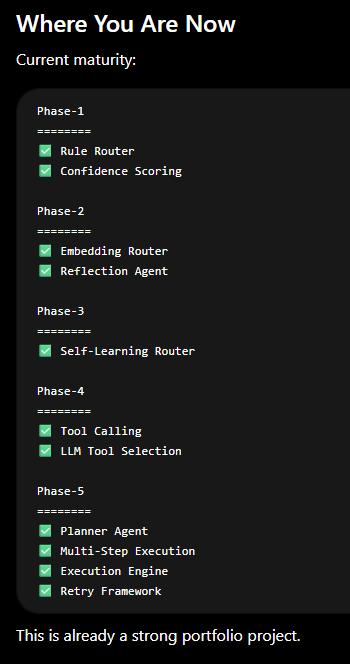 Where You Are Now
Current maturity:
Phase-1
========
✅ Rule Router
✅ Confidence Scoring
Phase-2
========
✅ Embedding Router
✅ Reflection Agent
Phase-3
========
✅ Self-Learning Router
Phase-4
========
✅ Tool Calling
✅ LLM Tool Selection
Phase-5
========
✅ Planner Agent
✅ Multi-Step Execution
✅ Execution Engine
✅ Retry Framework
This is already a strong portfolio project.